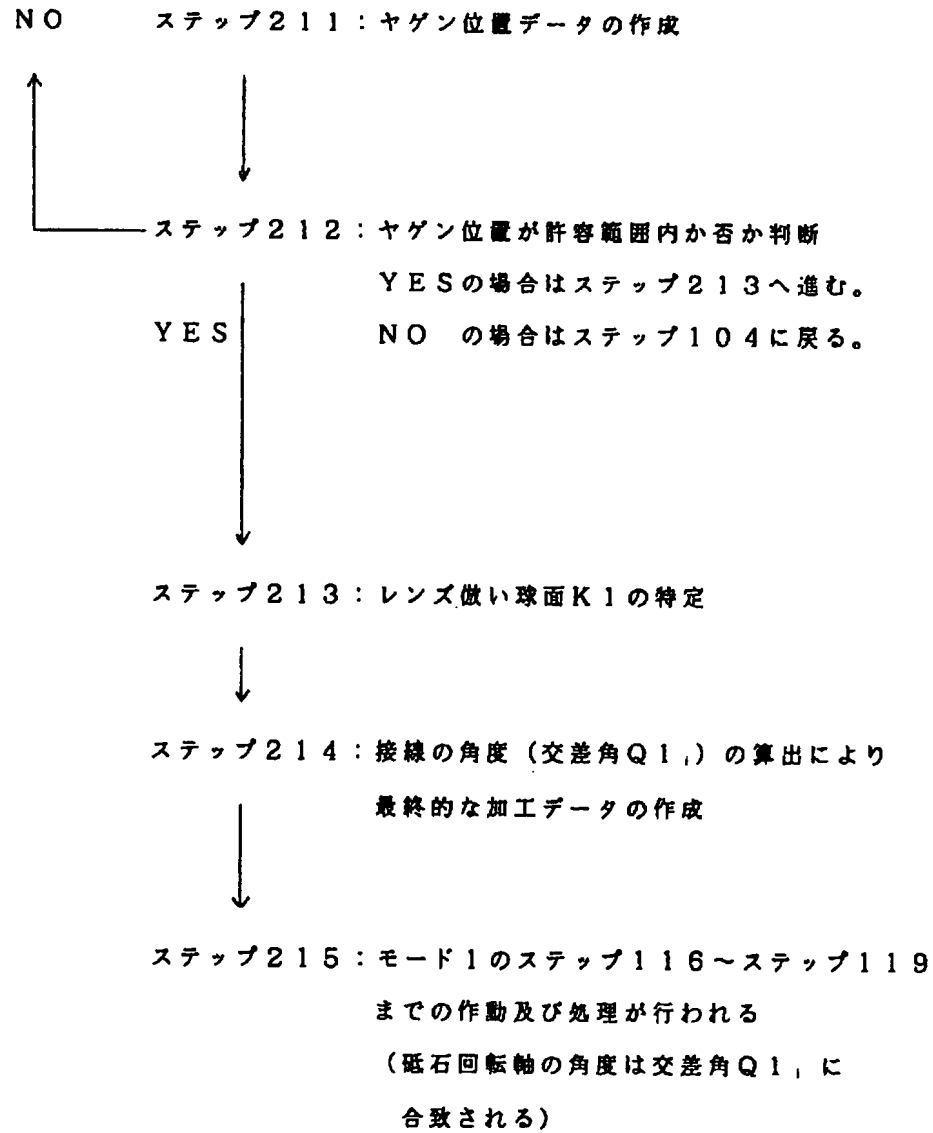 NO ステップ211:ヤゲン位置データの作成
ステップ212:ヤゲン位置が許容範囲内か否か判断
YESの場合はステップ213へ進む。
YES
NO の場合はステップ104に戻る。
ステップ213:レンズ倣い球面K1の特定
ステップ214:接線の角度(交差角Q1ᵢ)の算出により
最終的な加工データの作成
ステップ215:モード1のステップ116~ステップ119
までの作動及び処理が行われる
(砥石回転軸の角度は交差角Q1ᵢに
合致される)